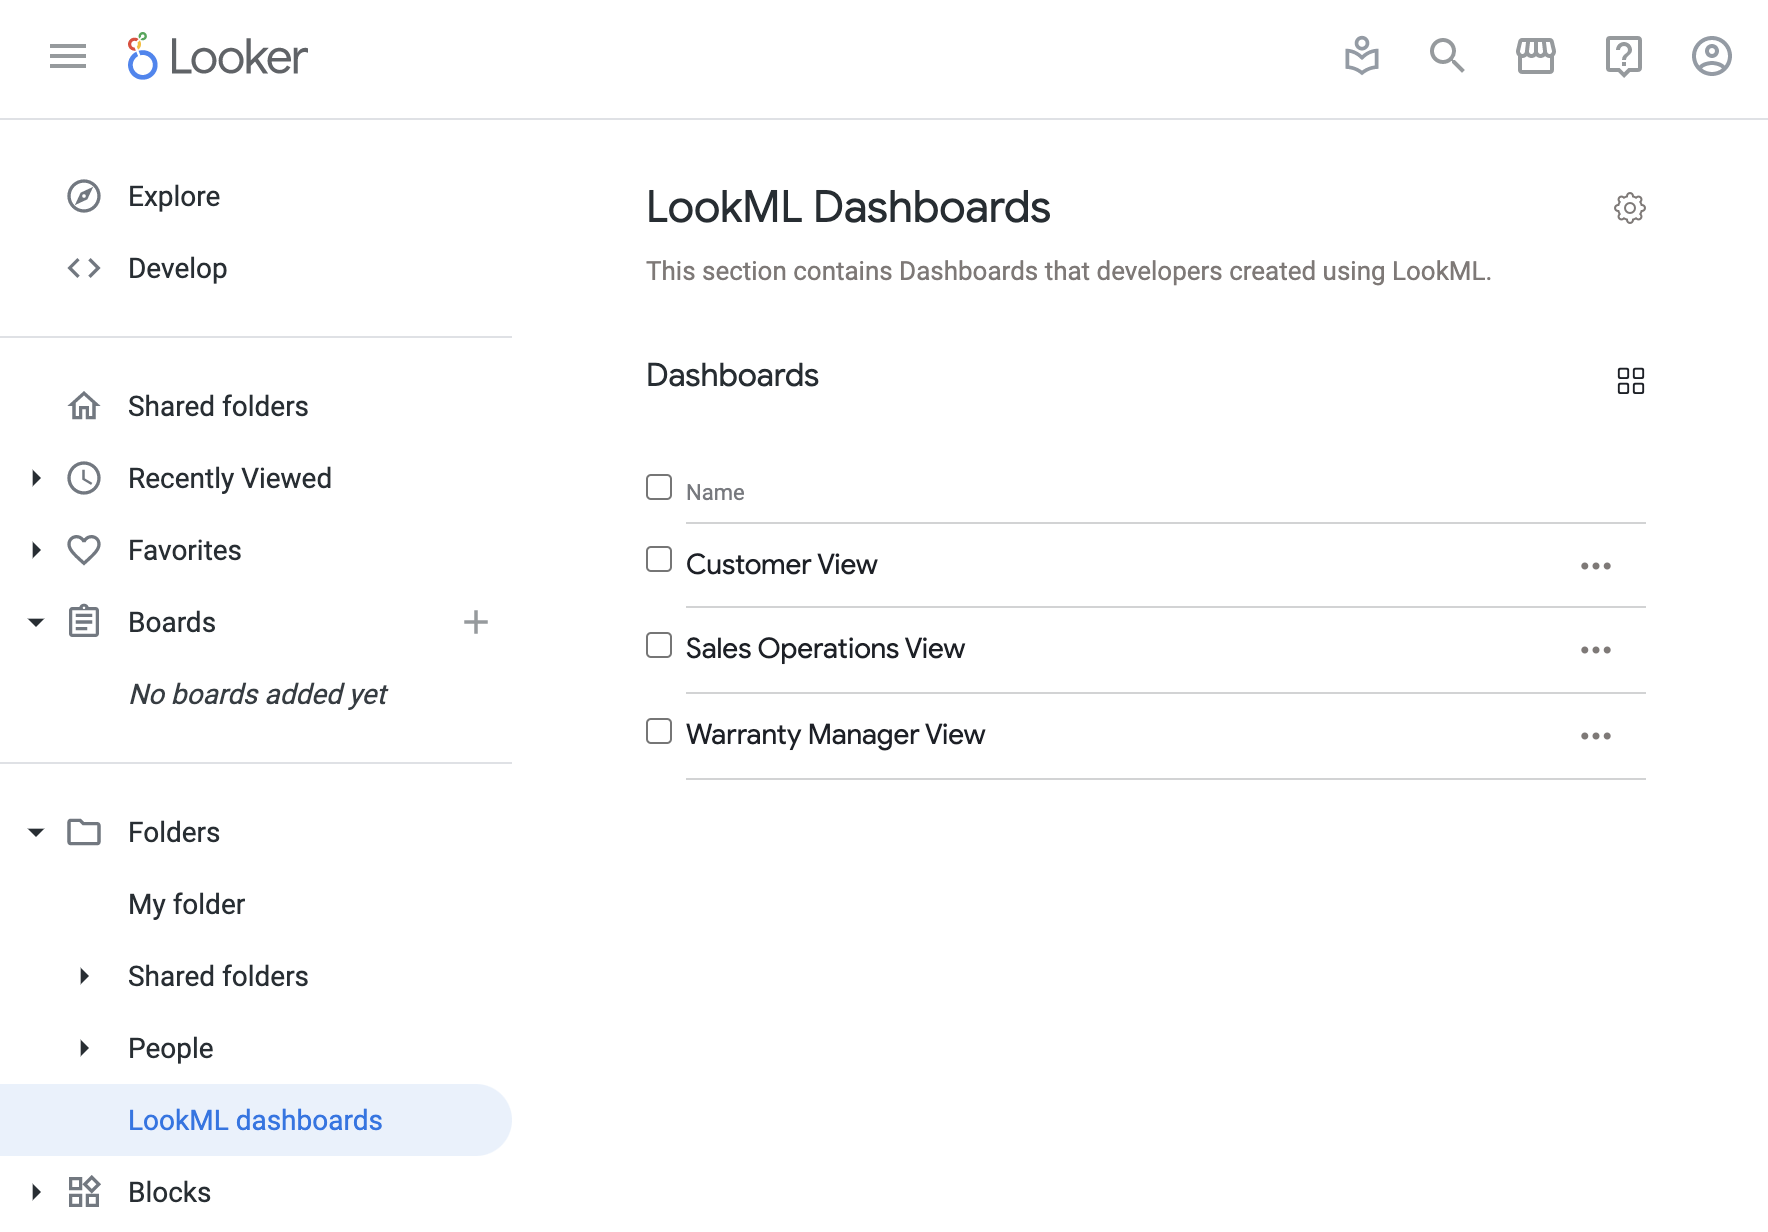 Looker
Explore
Develop
Shared folders
Recently Viewed
Favorites
Boards
No boards added yet
Folders
My folder
Shared folders
People
LookML dashboards
Blocks
LookML Dashboards
This section contains Dashboards that developers created using LookML.
Dashboards
Name
Customer View
Sales Operations View
Warranty Manager View